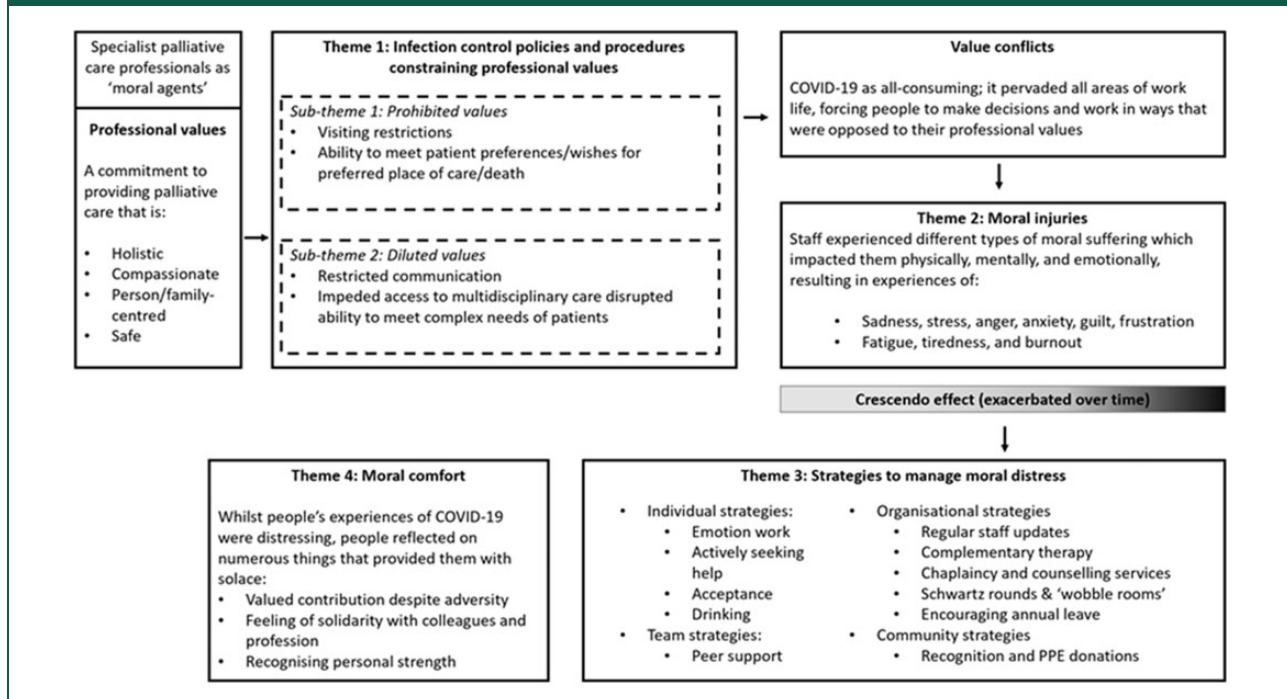 Specialist palliative
care professionals as
‘moral agents’
Professional values
A commitment to
providing palliative
care that is:
• Holistic
• Compassionate
• Person/family-
centred
• Safe
Theme 1: Infection control policies and procedures
constraining professional values
Sub-theme 1: Prohibited values
• Visiting restrictions
• Ability to meet patient preferences/wishes for
preferred place of care/death
Sub-theme 2: Diluted values
• Restricted communication
• Impeded access to multidisciplinary care disrupted
ability to meet complex needs of patients
Value conflicts
COVID-19 as all-consuming; it pervaded all areas of work
life, forcing people to make decisions and work in ways that
were opposed to their professional values
Theme 2: Moral injuries
Staff experienced different types of moral suffering which
impacted them physically, mentally, and emotionally,
resulting in experiences of:
• Sadness, stress, anger, anxiety, guilt, frustration
• Fatigue, tiredness, and burnout
Crescendo effect (exacerbated over time)
Theme 3: Strategies to manage moral distress
• Individual strategies:
• Emotion work
• Actively seeking
help
• Acceptance
• Drinking
• Team strategies:
• Peer support
• Organisational strategies
• Regular staff updates
• Complementary therapy
• Chaplaincy and counselling services
• Schwartz rounds & ‘wobble rooms’
• Encouraging annual leave
• Community strategies
• Recognition and PPE donations
Theme 4: Moral comfort
Whilst people’s experiences of COVID-19
were distressing, people reflected on
numerous things that provided them with
solace:
• Valued contribution despite adversity
• Feeling of solidarity with colleagues and
profession
• Recognising personal strength